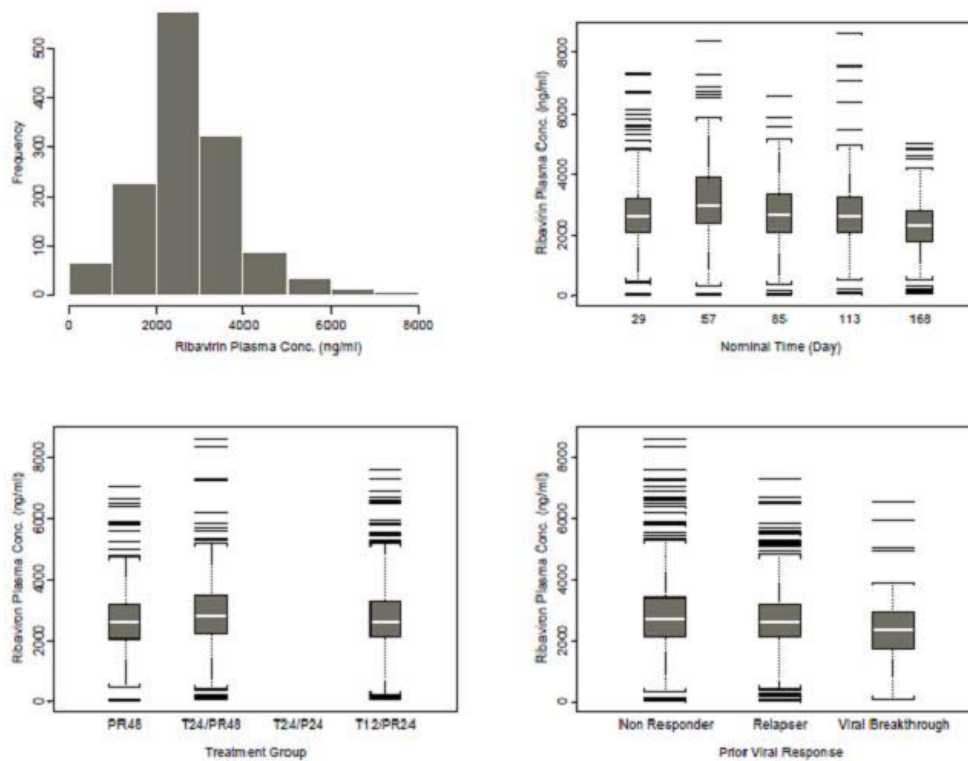 Frequency
500
400
300
200
100
0
0 2000 4000 6000 8000
Ribavirin Plasma Conc. (ng/ml)
Ribavirin Plasma Conc. (ng/ml)
8000
6000
4000
2000
0
29 57 85 113 168
Nominal Time (Day)
Ribaviron Plasma Conc. (ng/ml)
8000
6000
4000
2000
0
PR48 T24/PR48 T24/P24 T12/PR24
Treatment Group
Ribaviron Plasma Conc. (ng/ml)
8000
6000
4000
2000
0
Non Responder Relapser Viral Breakthrough
Prior Viral Response